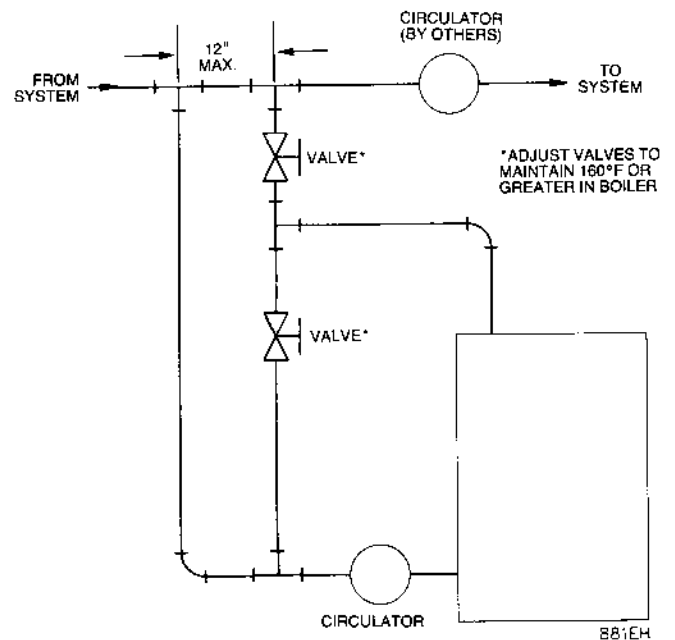 CIRCULATOR
(BY OTHERS)
12"
MAX.
FROM
SYSTEM
TO
SYSTEM
VALVE*
*ADJUST VALVES TO
MAINTAIN 160°F OR
GREATER IN BOILER
VALVE*
CIRCULATOR
881EH